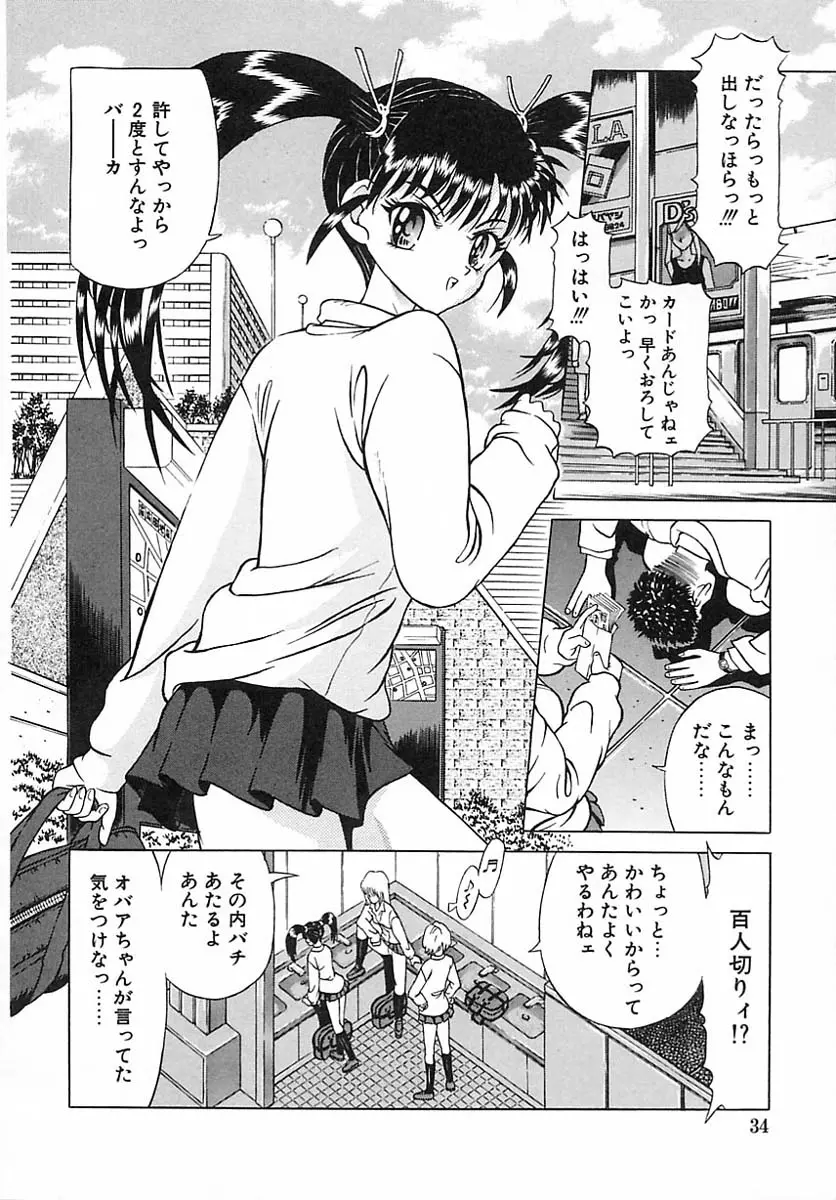 だったらっもっと
出しなっほらっ!!!
はっはい!!!
カードあんじゃねェ
かっ 早くおろして
こいよっ
I.A
バヤシ
8824
D's
まっ………
こんなもん
だな……
許してやっから
2度とすんなよっ
バーーカ
百人切りィ!?
ちょっと…
かわいいからって
あんたよく
やるわねェ
その内バチ
あたるよ
あんた
オバアちゃんが言ってた
気をつけなっ……
34